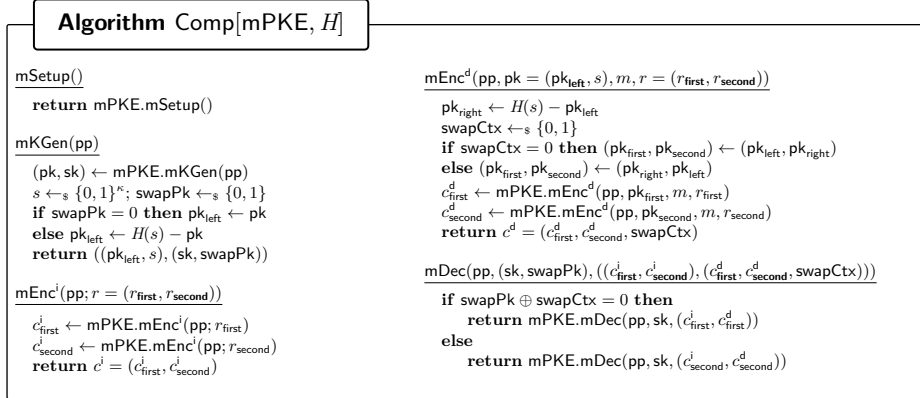 Algorithm Comp[mPKE, H]
mSetup()
return mPKE.mSetup()
mKGen(pp)
(pk, sk) ← mPKE.mKGen(pp)
s ←$ {0, 1}^κ; swapPk ←$ {0, 1}
if swapPk = 0 then pk_left ← pk
else pk_left ← H(s) − pk
return ((pk_left, s), (sk, swapPk))
mEnc^i(pp; r = (r_first, r_second))
c^i_first ← mPKE.mEnc^i(pp; r_first)
c^i_second ← mPKE.mEnc^i(pp; r_second)
return c^i = (c^i_first, c^i_second)
mEnc^d(pp, pk = (pk_left, s), m, r = (r_first, r_second))
pk_right ← H(s) − pk_left
swapCtx ←$ {0, 1}
if swapCtx = 0 then (pk_first, pk_second) ← (pk_left, pk_right)
else (pk_first, pk_second) ← (pk_right, pk_left)
c^d_first ← mPKE.mEnc^d(pp, pk_first, m, r_first)
c^d_second ← mPKE.mEnc^d(pp, pk_second, m, r_second)
return c^d = (c^d_first, c^d_second, swapCtx)
mDec(pp, (sk, swapPk), ((c^i_first, c^i_second), (c^d_first, c^d_second, swapCtx)))
if swapPk ⊕ swapCtx = 0 then
return mPKE.mDec(pp, sk, (c^i_first, c^d_first))
else
return mPKE.mDec(pp, sk, (c^i_second, c^d_second))